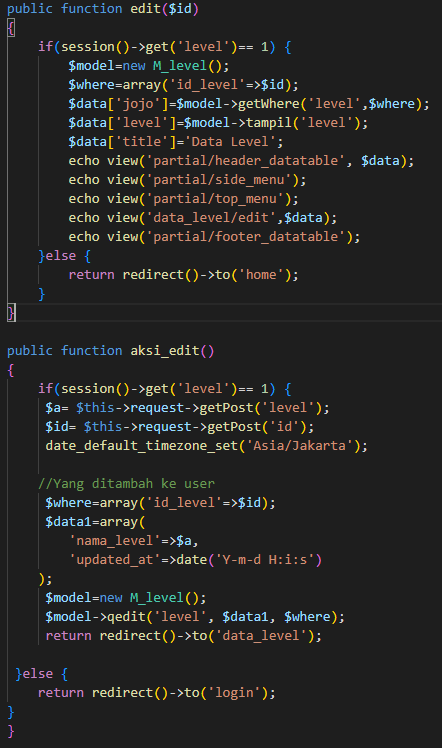 public function edit($id)
{
    if(session()->get('level')== 1) {
        $model=new M_level();
        $where=array('id_level'=>$id);
        $data['jojo']=$model->getWhere('level',$where);
        $data['level']=$model->tampil('level');
        $data['title']='Data Level';
        echo view('partial/header_datatable', $data);
        echo view('partial/side_menu');
        echo view('partial/top_menu');
        echo view('data_level/edit',$data);
        echo view('partial/footer_datatable');
    }else {
        return redirect()->to('home');
    }
}
public function aksi_edit()
{
    if(session()->get('level')== 1) {
     $a= $this->request->getPost('level');
     $id= $this->request->getPost('id');
     date_default_timezone_set('Asia/Jakarta');
    //Yang ditambah ke user
     $where=array('id_level'=>$id);
     $data1=array(
        'nama_level'=>$a,
        'updated_at'=>date('Y-m-d H:i:s')
    );
     $model=new M_level();
     $model->qedit('level', $data1, $where);
     return redirect()->to('data_level');
 }else {
    return redirect()->to('login');
}
}